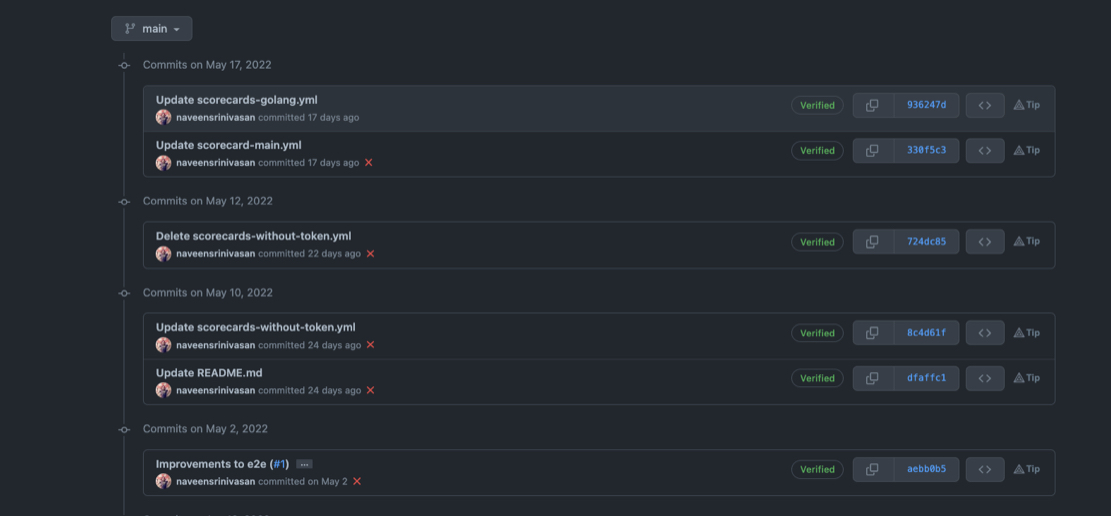 main
Commits on May 17, 2022
Update scorecards-golang.yml
naveensrinivasan committed 17 days ago
Verified
936247d
Tip
Update scorecard-main.yml
naveensrinivasan committed 17 days ago
Verified
330f5c3
Tip
Commits on May 12, 2022
Delete scorecards-without-token.yml
naveensrinivasan committed 22 days ago
Verified
724dc85
Tip
Commits on May 10, 2022
Update scorecards-without-token.yml
naveensrinivasan committed 24 days ago
Verified
8c4d61f
Tip
Update README.md
naveensrinivasan committed 24 days ago
Verified
dfaffc1
Tip
Commits on May 2, 2022
Improvements to e2e (#1) ...
naveensrinivasan committed on May 2
Verified
aebb0b5
Tip